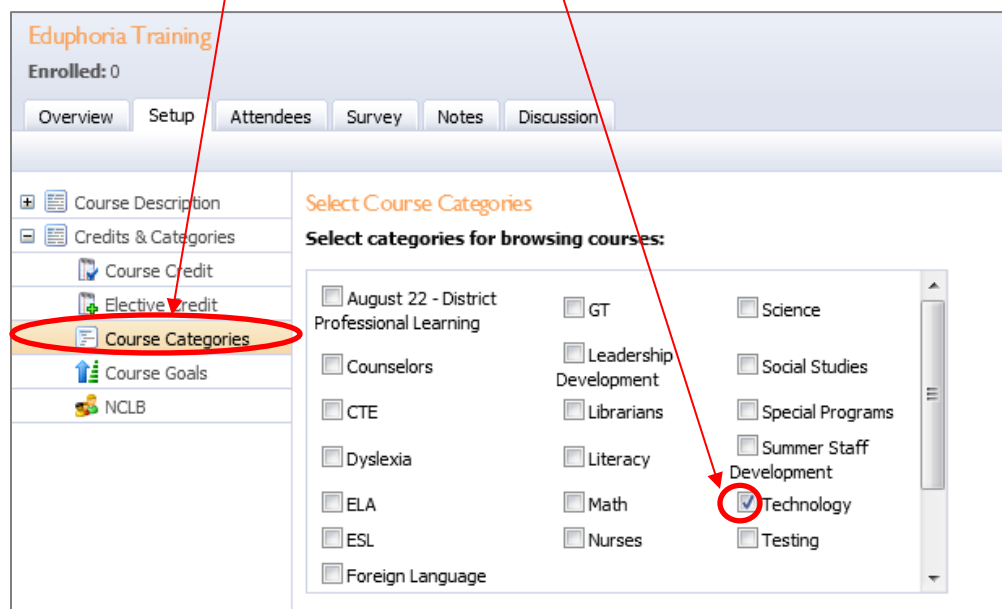 Eduphoria Training
Enrolled: 0
Overview Setup Attendees Survey Notes Discussion
Course Description
Credits & Categories
Course Credit
Elective Credit
Course Categories
Course Goals
NCLB
Select Course Categories
Select categories for browsing courses:
August 22 - District
Professional Learning
GT
Science
Counselors
Leadership
Development
Social Studies
CTE
Librarians
Special Programs
Dyslexia
Literacy
Summer Staff
Development
ELA
Math
Technology
ESL
Nurses
Testing
Foreign Language